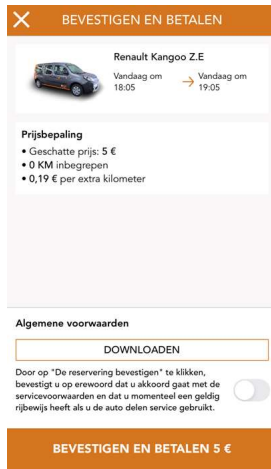 BEVESTIGEN EN BETALEN
Renault Kangoo Z.E
Vandaag om
18:05
Vandaag om
19:05
Prijsbepaling
• Geschatte prijs: 5 €
• 0 KM inbegrepen
• 0,19 € per extra kilometer
Algemene voorwaarden
DOWNLOADEN
Door op "De reservering bevestigen" te klikken,
bevestigt u op erewoord dat u akkoord gaat met de
servicevoorwaarden en dat u momenteel een geldig
rijbewijs heeft als u de auto delen service gebruikt.
BEVESTIGEN EN BETALEN 5 €